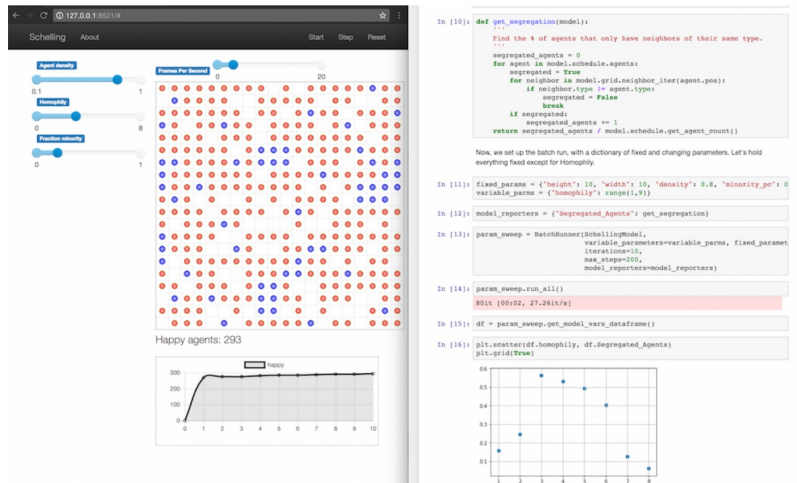 127.0.0.1:8521/#
Schelling About Start Step Reset
Agent density
0.1 1
Homophily
0 8
Fraction minority
0 1
Frames Per Second
0 20
Happy agents: 293
happy
300
200
100
0
0 1 2 3 4 5 6 7 8 9 10
In [10]: def get_segregation(model):
'''
Find the % of agents that only have neighbors of their same type.
'''
segregated_agents = 0
for agent in model.schedule.agents:
segregated = True
for neighbor in model.grid.neighbor_iter(agent.pos):
if neighbor.type != agent.type:
segregated = False
break
if segregated:
segregated_agents += 1
return segregated_agents / model.schedule.get_agent_count()
Now, we set up the batch run, with a dictionary of fixed and changing parameters. Let's hold
everything fixed except for Homophily.
In [11]: fixed_params = {"height": 10, "width": 10, "density": 0.8, "minority_pc": 0
variable_parms = {"homophily": range(1,9)}
In [12]: model_reporters = {"Segregated_Agents": get_segregation}
In [13]: param_sweep = BatchRunner(SchellingModel,
variable_parameters=variable_parms, fixed_paramet
iterations=10,
max_steps=200,
model_reporters=model_reporters)
In [14]: param_sweep.run_all()
80it [00:02, 27.26it/s]
In [15]: df = param_sweep.get_model_vars_dataframe()
In [16]: plt.scatter(df.homophily, df.Segregated_Agents)
plt.grid(True)
0.6
0.5
0.4
0.3
0.2
0.1
1 2 3 4 5 6 7 8